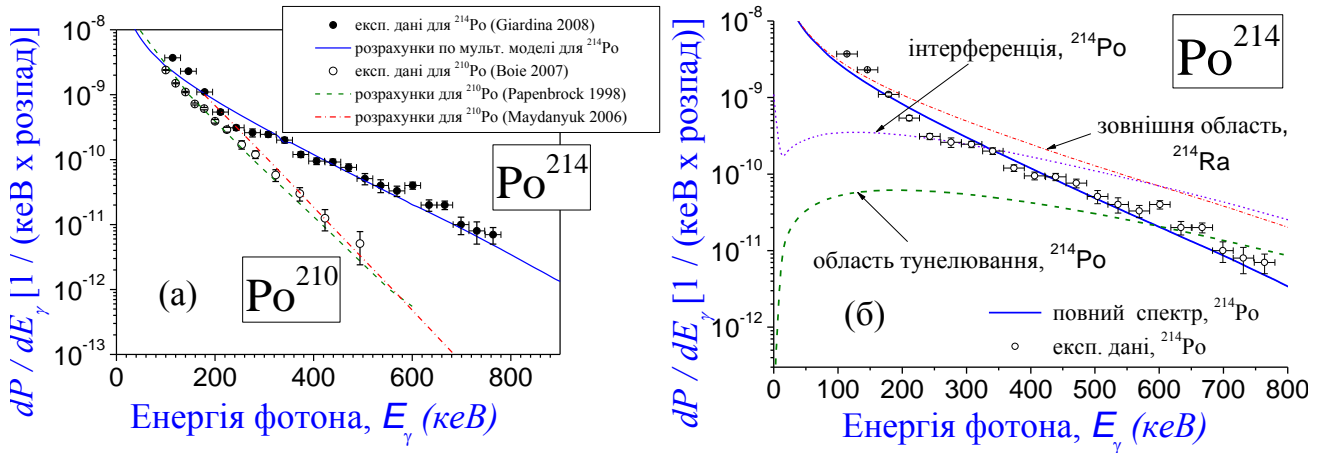 (a)
експ. дані для ²¹⁴Po (Giardina 2008)
розрахунки по мульт. моделі для ²¹⁴Po
експ. дані для ²¹⁰Po (Boie 2007)
розрахунки для ²¹⁰Po (Papenbrock 1998)
розрахунки для ²¹⁰Po (Maydanyuk 2006)
Po²¹⁴
Po²¹⁰
(a)
dP / dE_γ [1 / (кеВ x розпад)]
10⁻⁸
10⁻⁹
10⁻¹⁰
10⁻¹¹
10⁻¹²
10⁻¹³
0 200 400 600 800
Енергія фотона, E_γ (кеВ)
Po²¹⁴
інтерференція, ²¹⁴Po
зовнішня область,
²¹⁴Ra
область тунелювання, ²¹⁴Po
(б)
повний спектр, ²¹⁴Po
експ. дані, ²¹⁴Po
dP / dE_γ [1 / (кеВ x розпад)]
10⁻⁸
10⁻⁹
10⁻¹⁰
10⁻¹¹
10⁻¹²
0 100 200 300 400 500 600 700 800
Енергія фотона, E_γ (кеВ)